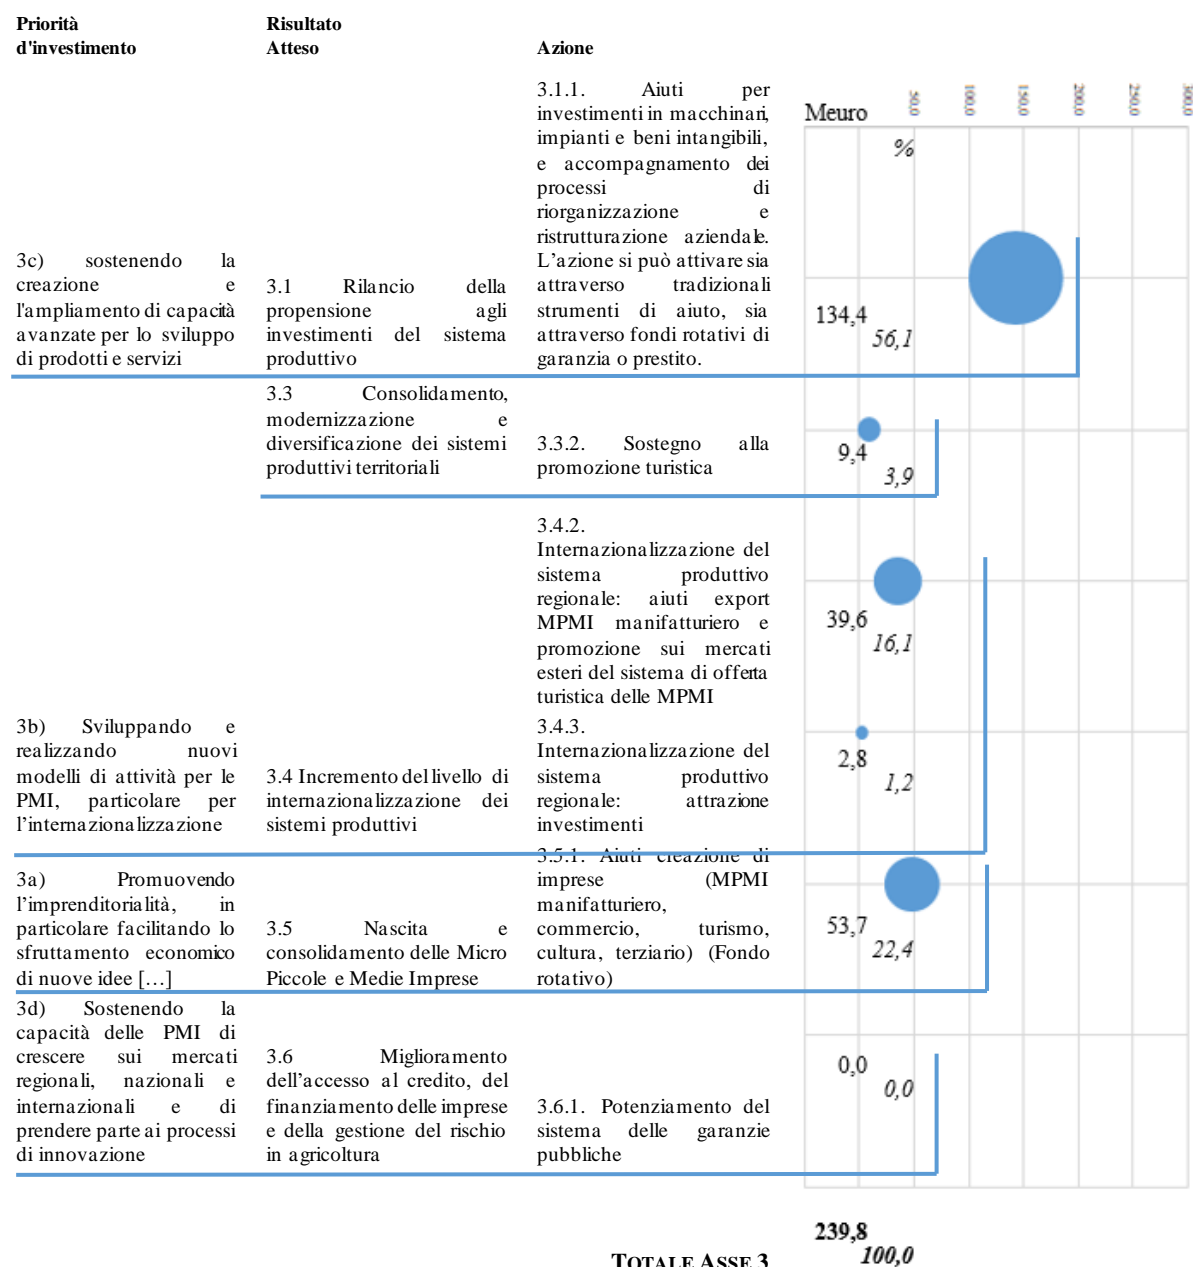 Priorità
d'investimento
Risultato
Atteso
Azione
Meuro
50.0
100.0
150.0
200.0
250.0
300.0
%
3c) sostenendo la
creazione e
l'ampliamento di capacità
avanzate per lo sviluppo
di prodotti e servizi
3.1 Rilancio della
propensione agli
investimenti del sistema
produttivo
3.1.1. Aiuti per
investimenti in macchinari,
impianti e beni intangibili,
e accompagnamento dei
processi di
riorganizzazione e
ristrutturazione aziendale.
L’azione si può attivare sia
attraverso tradizionali
strumenti di aiuto, sia
attraverso fondi rotativi di
garanzia o prestito.
134,4
56,1
3.3 Consolidamento,
modernizzazione e
diversificazione dei sistemi
produttivi territoriali
3.3.2. Sostegno alla
promozione turistica
9,4
3,9
3b) Sviluppando e
realizzando nuovi
modelli di attività per le
PMI, particolare per
l’internazionalizzazione
3.4 Incremento del livello di
internazionalizzazione dei
sistemi produttivi
3.4.2.
Internazionalizzazione del
sistema produttivo
regionale: aiuti export
MPMI manifatturiero e
promozione sui mercati
esteri del sistema di offerta
turistica delle MPMI
39,6
16,1
3.4.3.
Internazionalizzazione del
sistema produttivo
regionale: attrazione
investimenti
2,8
1,2
3a) Promuovendo
l’imprenditorialità, in
particolare facilitando lo
sfruttamento economico
di nuove idee […]
3.5 Nascita e
consolidamento delle Micro
Piccole e Medie Imprese
3.5.1. Aiuti creazione di
imprese (MPMI
manifatturiero,
commercio, turismo,
cultura, terziario) (Fondo
rotativo)
53,7
22,4
3d) Sostenendo la
capacità delle PMI di
crescere sui mercati
regionali, nazionali e
internazionali e di
prendere parte ai processi
di innovazione
3.6 Miglioramento
dell’accesso al credito, del
finanziamento delle imprese
e della gestione del rischio
in agricoltura
3.6.1. Potenziamento del
sistema delle garanzie
pubbliche
0,0
0,0
TOTALE ASSE 3
239,8
100,0